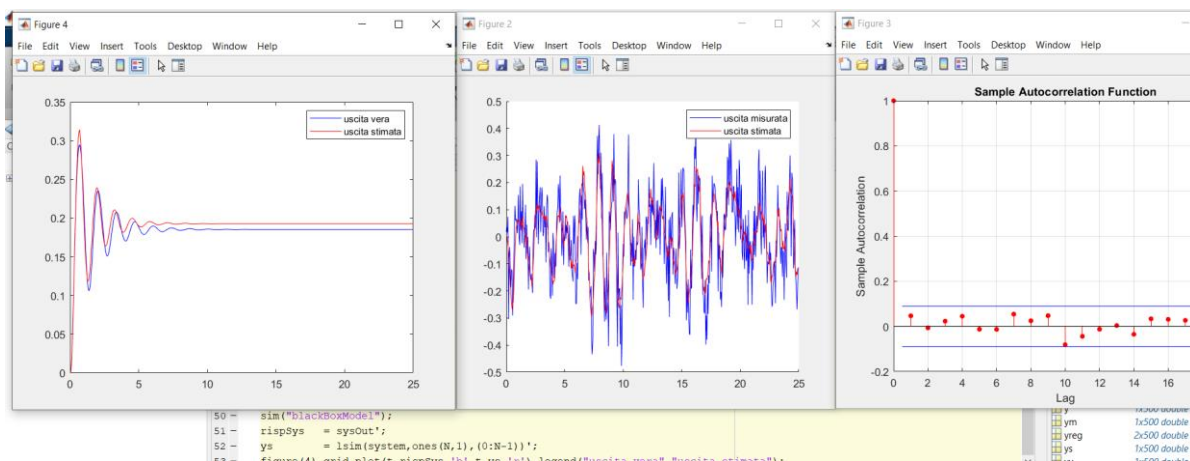 Figure 4
File Edit View Insert Tools Desktop Window Help
0.35
0.3
0.25
0.2
0.15
0.1
0.05
0
0 5 10 15 20 25
uscita vera
uscita stimata
Figure 2
File Edit View Insert Tools Desktop Window Help
0.5
0.4
0.3
0.2
0.1
0
-0.1
-0.2
-0.3
-0.4
-0.5
0 5 10 15 20 25
uscita misurata
uscita stimata
Figure 3
File Edit View Insert Tools Desktop Window Help
Sample Autocorrelation Function
1
0.8
0.6
0.4
0.2
0
-0.2
Sample Autocorrelation
0 2 4 6 8 10 12 14 16
Lag
50 - sim("blackBoxModel");
51 - rispSys = sysOut';
52 - ys = lsim(system,ones(N,1),(0:N-1))';
y 1x500 double
ym 1x500 double
yreg 2x500 double
ys 1x500 double